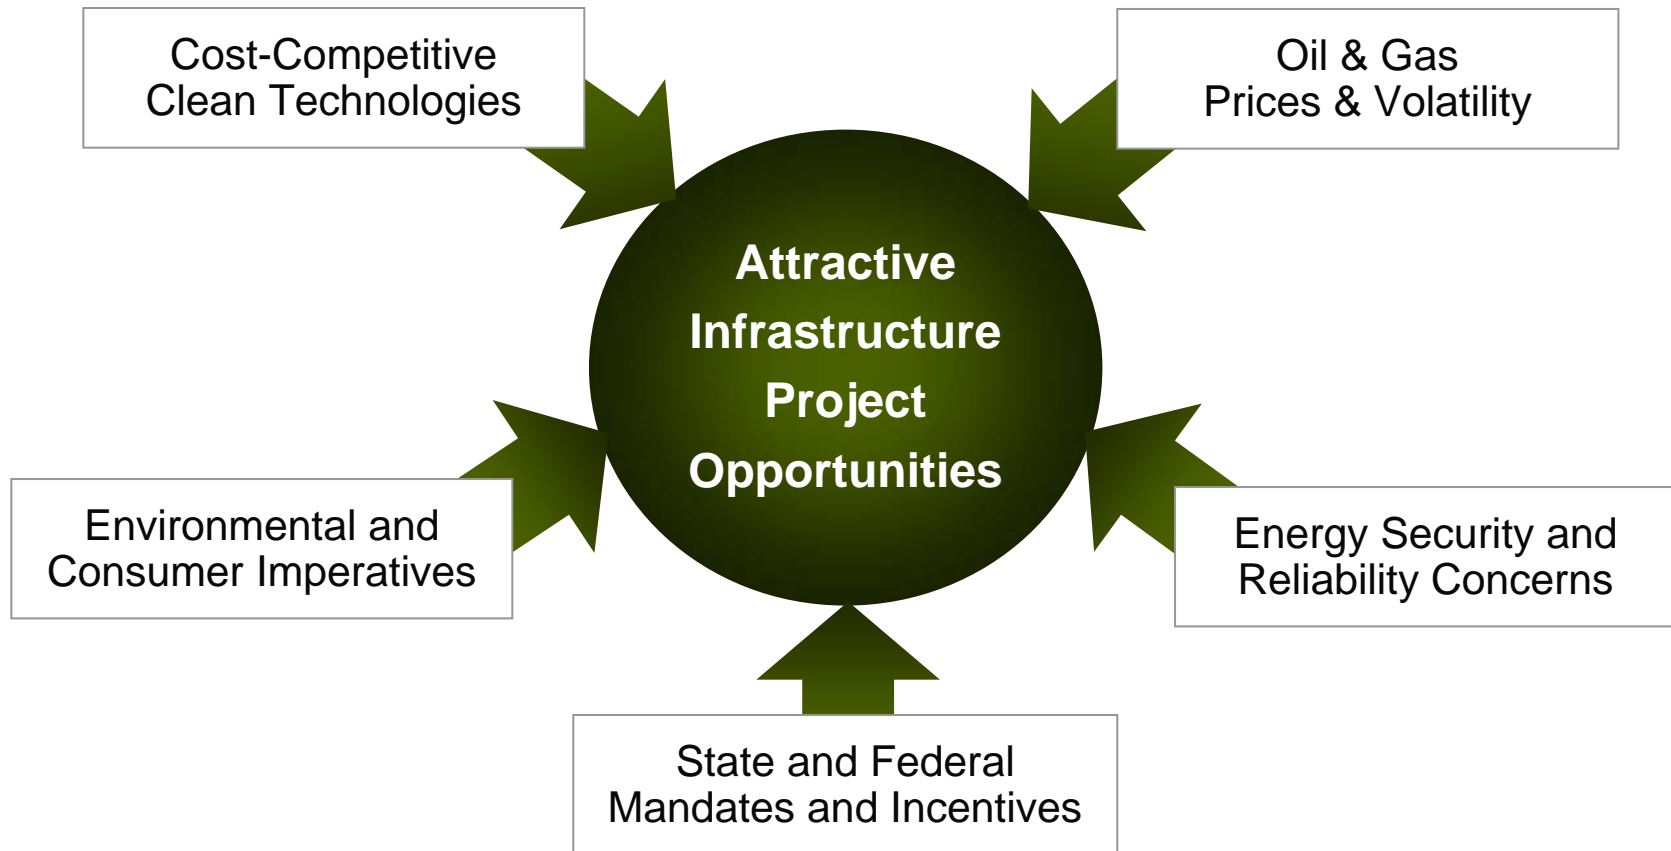 Cost-Competitive
Clean Technologies
Oil & Gas
Prices & Volatility
Attractive
Infrastructure
Project
Opportunities
Environmental and
Consumer Imperatives
Energy Security and
Reliability Concerns
State and Federal
Mandates and Incentives